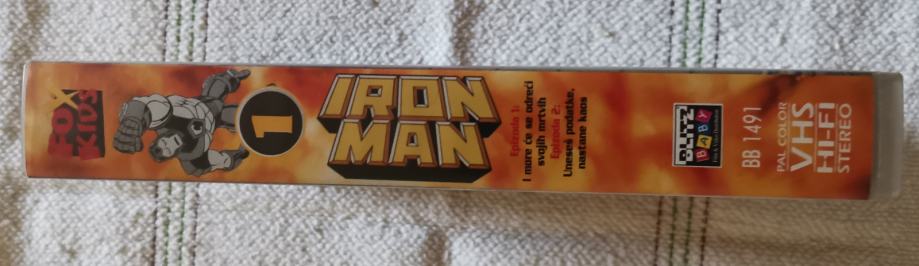 FOX
KIDS
1
IRON
MAN
Epizoda 1:
I more će se odreći
svojih mrtvih
Epizoda 2:
Uneseš podatke,
nastane kaos
BLITZ
BABY
BB 1491
PAL COLOR
VHS
HI-FI
STEREO